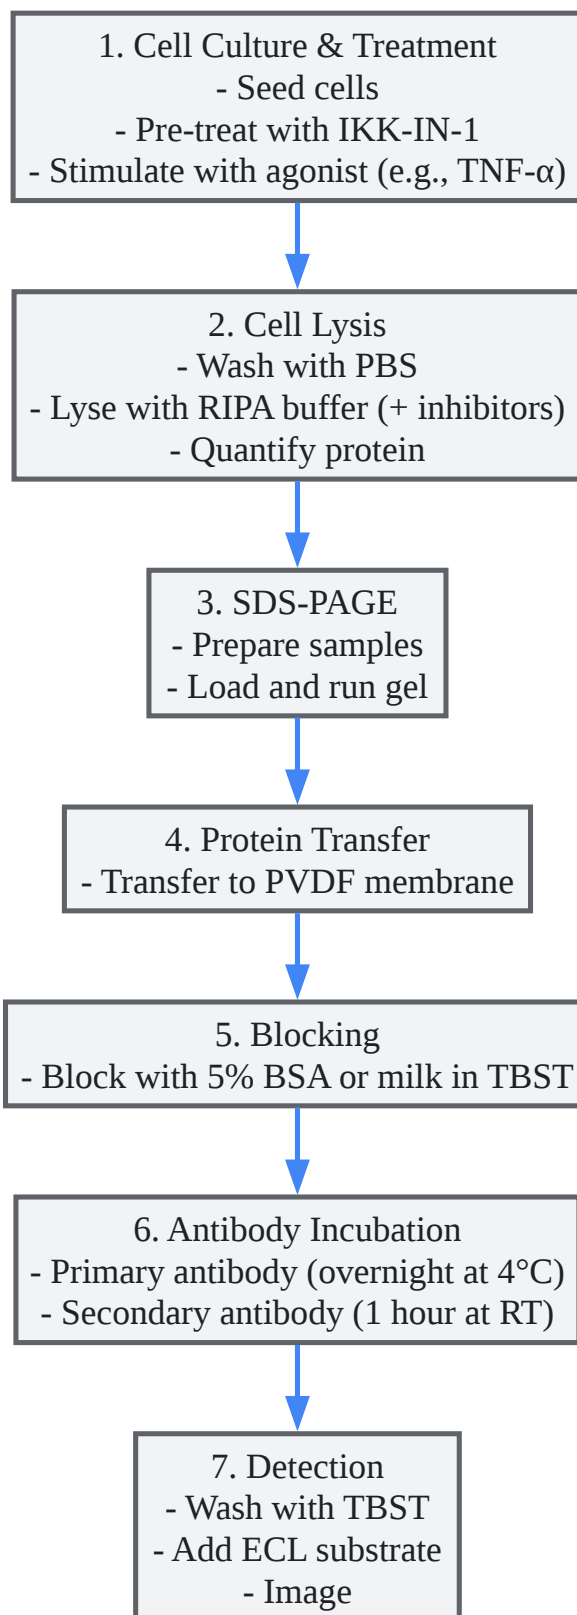 1. Cell Culture & Treatment
- Seed cells
- Pre-treat with IKK-IN-1
- Stimulate with agonist (e.g., TNF-α)
2. Cell Lysis
- Wash with PBS
- Lyse with RIPA buffer (+ inhibitors)
- Quantify protein
3. SDS-PAGE
- Prepare samples
- Load and run gel
4. Protein Transfer
- Transfer to PVDF membrane
5. Blocking
- Block with 5% BSA or milk in TBST
6. Antibody Incubation
- Primary antibody (overnight at 4°C)
- Secondary antibody (1 hour at RT)
7. Detection
- Wash with TBST
- Add ECL substrate
- Image